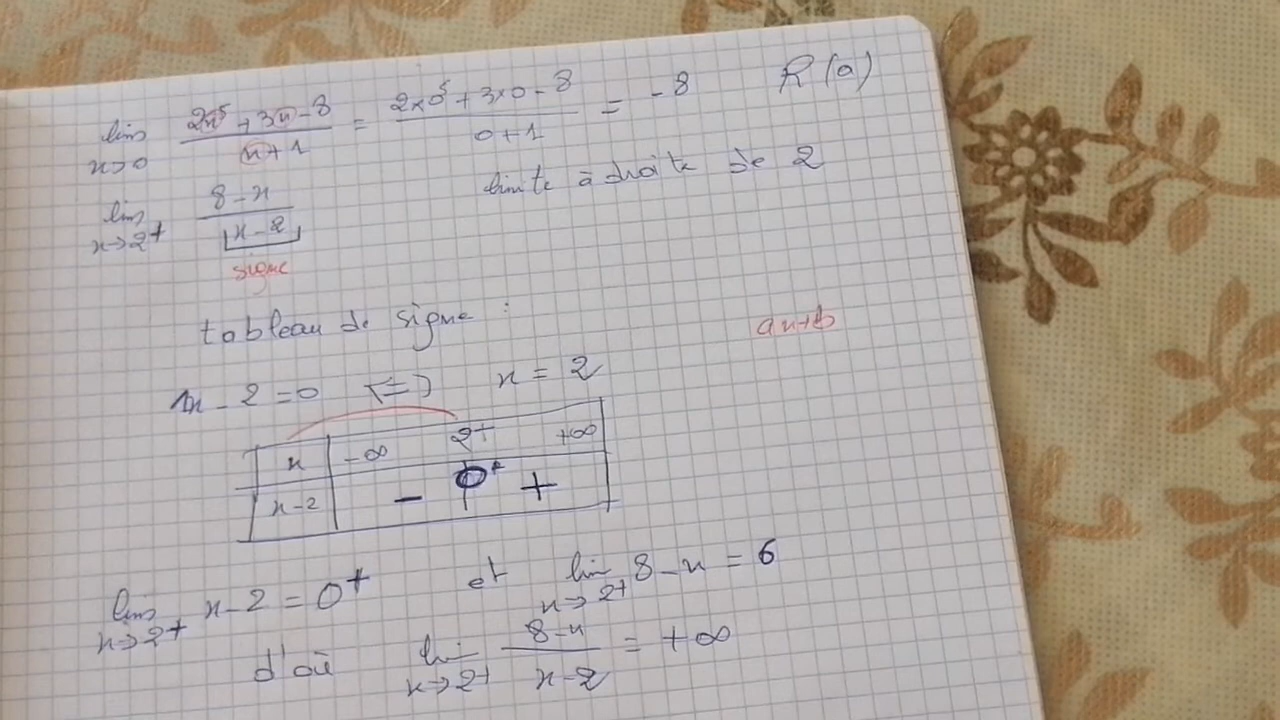 lim x→0 (2x⁵ + 3x - 8)/(x + 1) = (2×0⁵ + 3×0 - 8)/(0 + 1) = -8 R(0)
lim x→2+ (8 - x)/(x - 2) limite à droite de 2
signe
tableau de signe :
ax+b
1x - 2 = 0 <=> x = 2
x -∞ 2+ +∞
x-2 - 0+ +
lim x→2+ x - 2 = 0+ et lim x→2+ 8 - x = 6
d'où lim x→2+ (8-x)/(x-2) = +∞